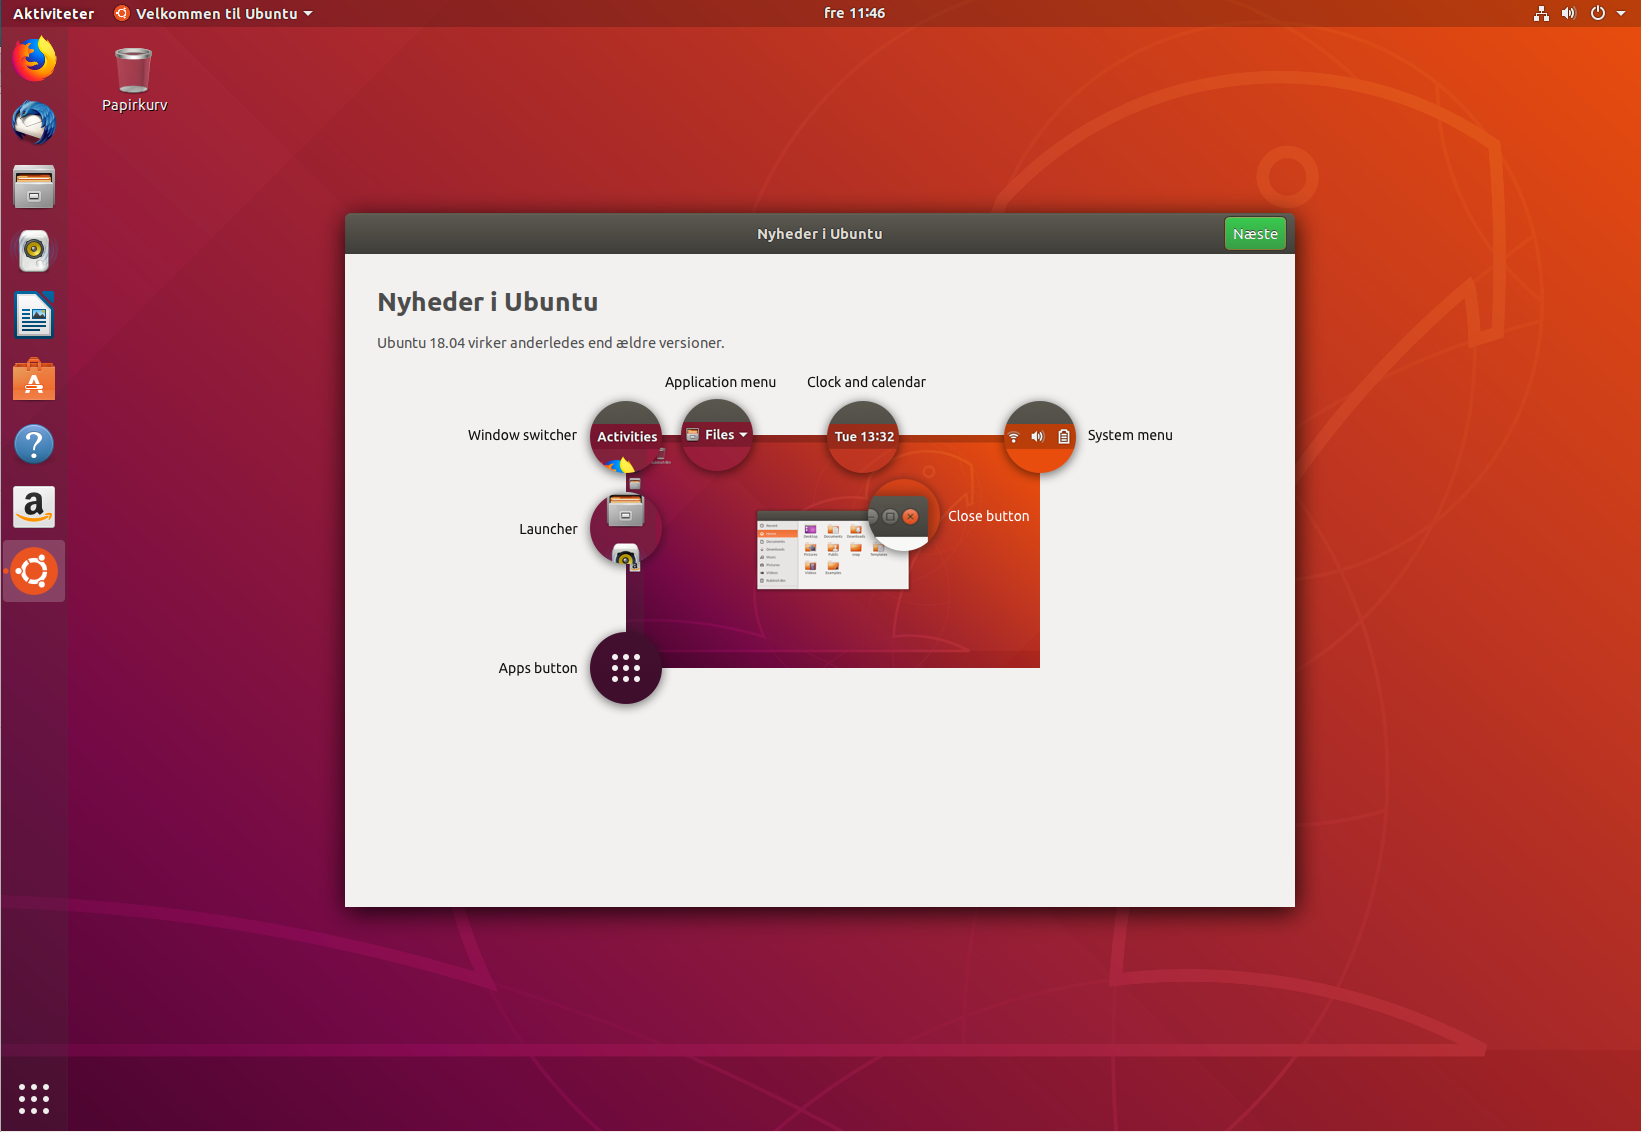 Aktiviteter Velkommen til Ubuntu fre 11:46
Papirkurv
Nyheder i Ubuntu Næste
Nyheder i Ubuntu
Ubuntu 18.04 virker anderledes end ældre versioner.
Application menu Clock and calendar
Window switcher Activities Files Tue 13:32 System menu
Launcher Close button
Apps button